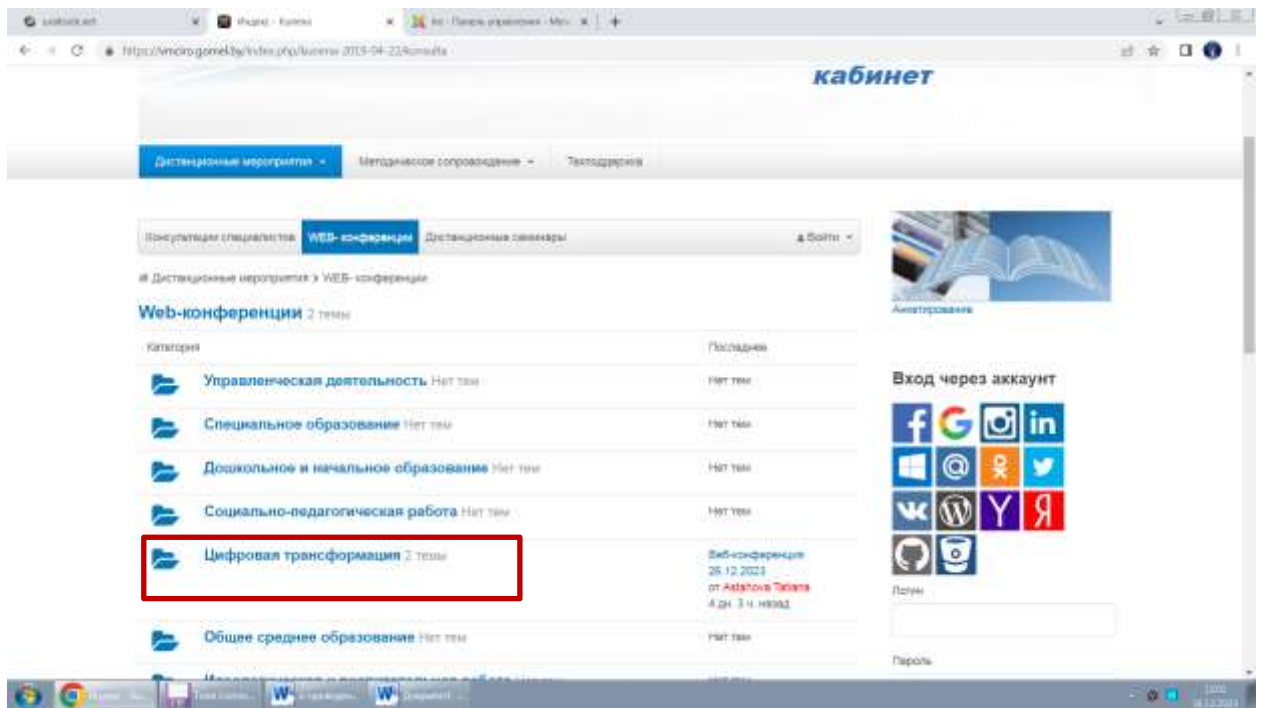 Индекс - Kunena
кабинет
Дистанционные мероприятия
Методическое сопровождение
Техподдержка
Консультации специалистов WEB- конференции Дистанционные семинары Войти
Дистанционные мероприятия > WEB- конференции
Анкетирование
Web-конференции 2 темы
Категория Последнее
Управленческая деятельность Нет тем Нет тем
Вход через аккаунт
Специальное образование Нет тем Нет тем
Дошкольное и начальное образование Нет тем Нет тем
Социально-педагогическая работа Нет тем Нет тем
Цифровая трансформация 2 темы
Веб-конференция
26.12.2023
от Astahova Tatiana
4 дн. 3 ч. назад
Логин
Общее среднее образование Нет тем Нет тем
Пароль